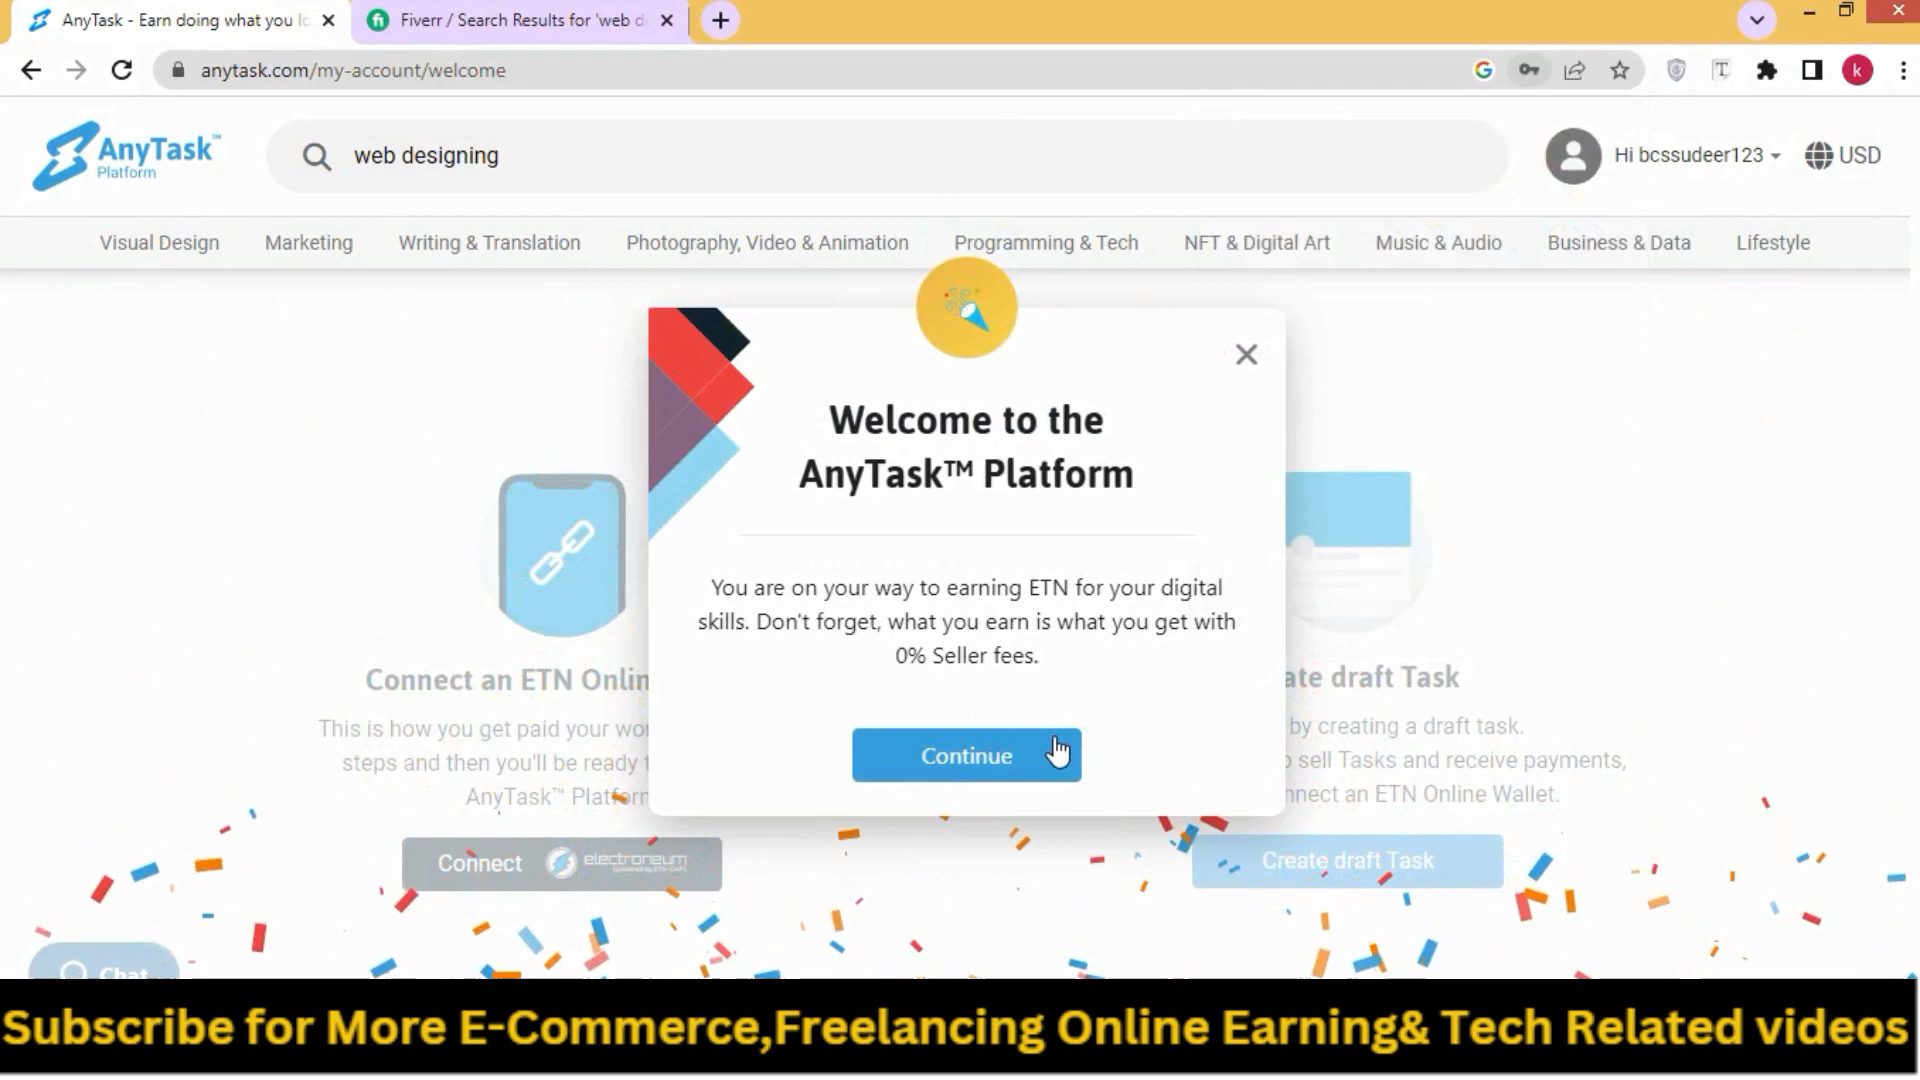 AnyTask - Earn doing what you lo
Fiverr / Search Results for 'web d
anytask.com/my-account/welcome
k
AnyTask™
Platform
web designing
Hi bcssudeer123
USD
Visual Design Marketing Writing & Translation Photography, Video & Animation Programming & Tech NFT & Digital Art Music & Audio Business & Data Lifestyle
Welcome to the
AnyTask™ Platform
You are on your way to earning ETN for your digital
skills. Don't forget, what you earn is what you get with
0% Seller fees.
Continue
Connect an ETN Onlin
This is how you get paid your wo
steps and then you'll be ready
AnyTask™ Platform
Connect electroneum
ate draft Task
by creating a draft task.
sell Tasks and receive payments,
nnect an ETN Online Wallet.
Create draft Task
Chat
Subscribe for More E-Commerce,Freelancing Online Earning& Tech Related videos